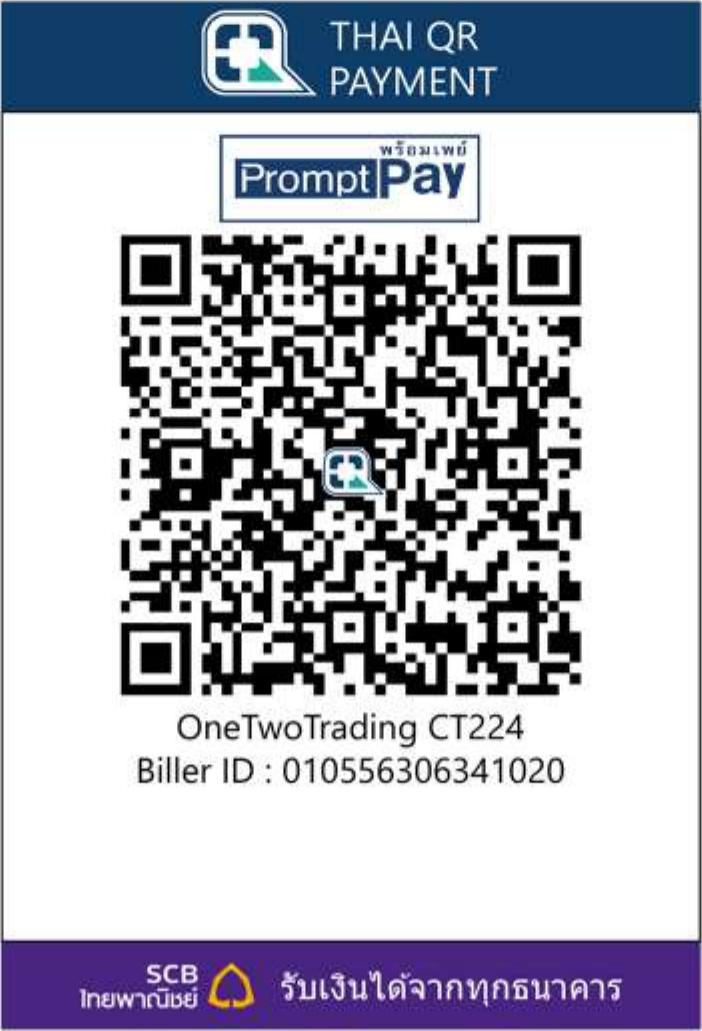 THAI QR
PAYMENT
พร้อมเพย์
Prompt Pay
OneTwoTrading CT224
Biller ID : 010556306341020
SCB
ไทยพาณิชย์
รับเงินได้จากทุกธนาคาร